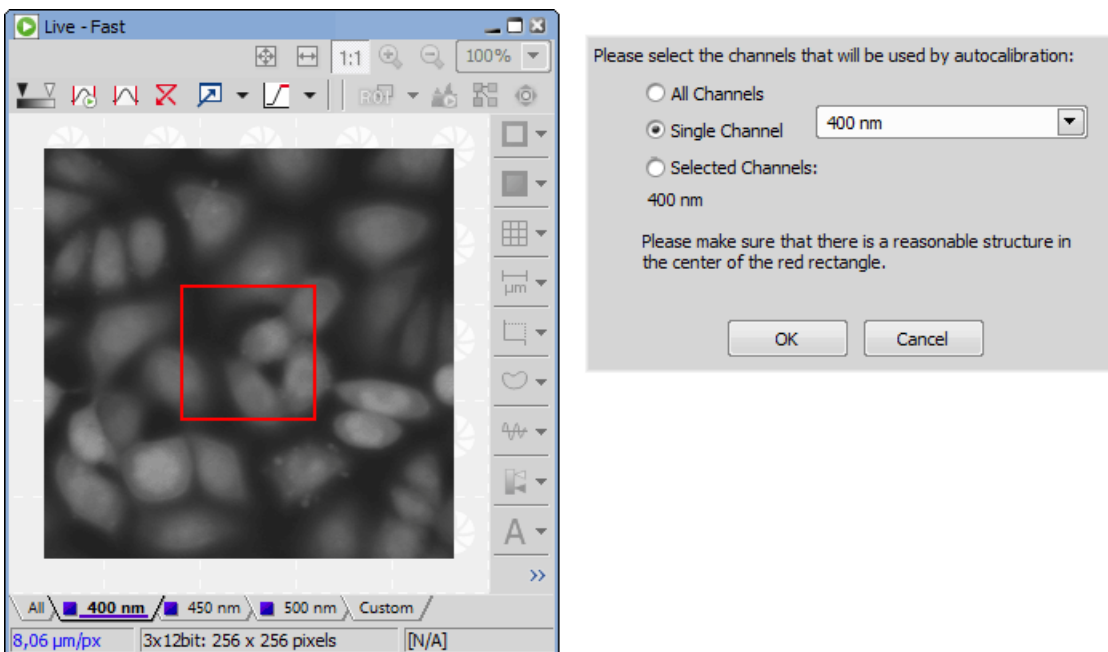 Live - Fast
1:1
100%
ROI
µm
A
>>
All
400 nm
450 nm
500 nm
Custom
8,06 µm/px
3x12bit: 256 x 256 pixels
[N/A]
Please select the channels that will be used by autocalibration:
All Channels
Single Channel
400 nm
Selected Channels:
400 nm
Please make sure that there is a reasonable structure in
the center of the red rectangle.
OK
Cancel